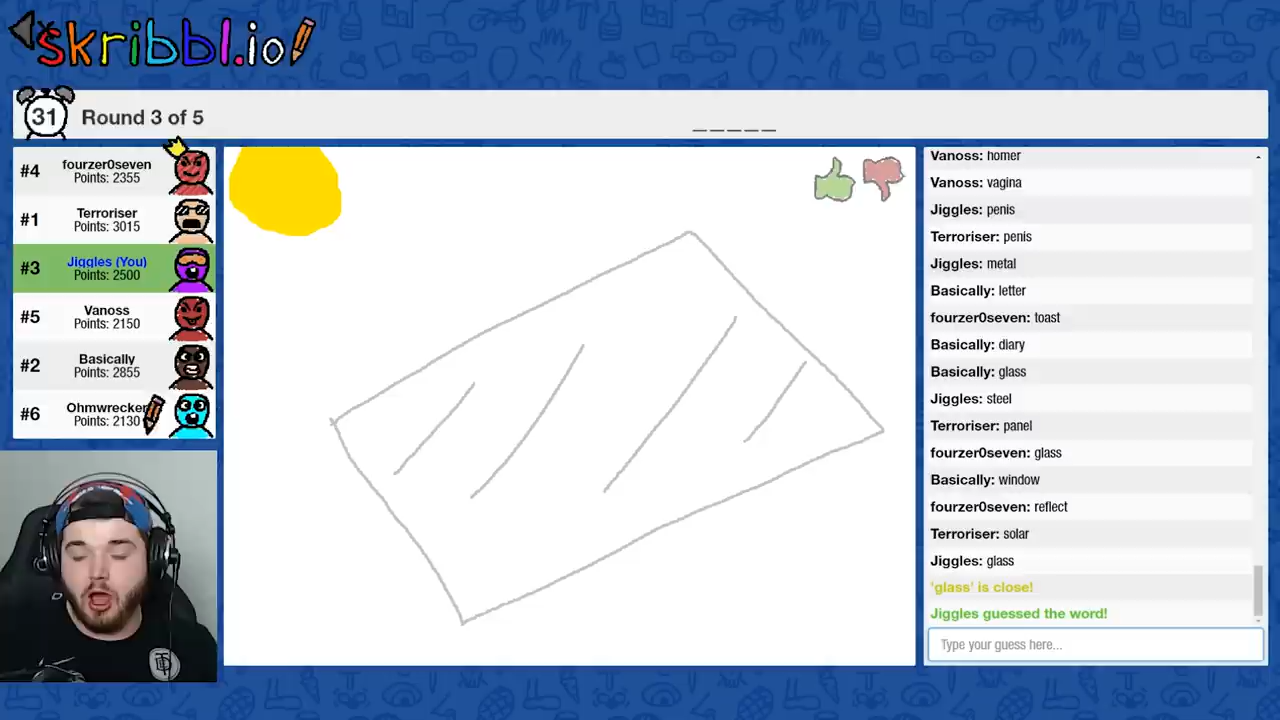 skribbl.io!
31
Round 3 of 5
_ _ _ _ _
#4
fourzer0seven
Points: 2355
#1
Terroriser
Points: 3015
#3
Jiggles (You)
Points: 2500
#5
Vanoss
Points: 2150
#2
Basically
Points: 2855
#6
Ohmwrecker
Points: 2130
Vanoss: homer
Vanoss: vagina
Jiggles: penis
Terroriser: penis
Jiggles: metal
Basically: letter
fourzer0seven: toast
Basically: diary
Basically: glass
Jiggles: steel
Terroriser: panel
fourzer0seven: glass
Basically: window
fourzer0seven: reflect
Terroriser: solar
Jiggles: glass
'glass' is close!
Jiggles guessed the word!
Type your guess here...